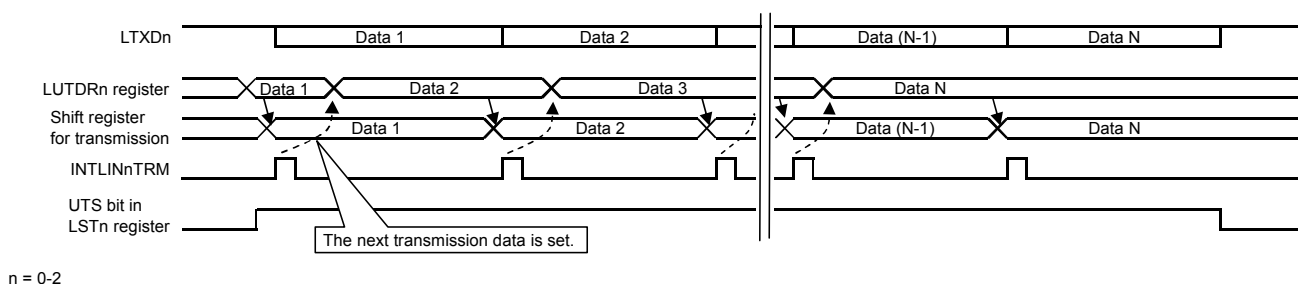 LTXDn
Data 1
Data 2
Data (N-1)
Data N
LUTDRn register
Data 1
Data 2
Data 3
Data N
Shift register
for transmission
Data 1
Data 2
Data (N-1)
Data N
INTLINnTRM
UTS bit in
LSTn register
The next transmission data is set.
n = 0-2